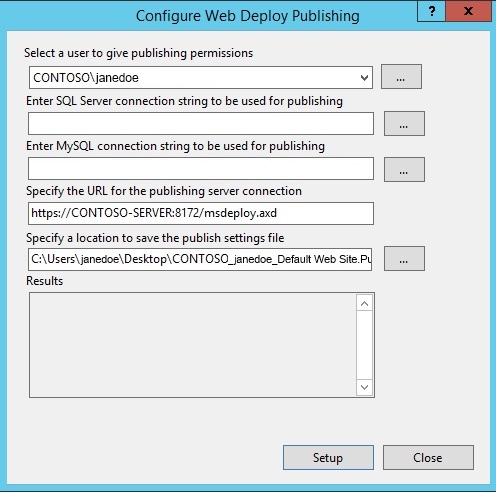 Configure Web Deploy Publishing
? x
Select a user to give publishing permissions
CONTOSO\janedoe
...
Enter SQL Server connection string to be used for publishing
...
Enter MySQL connection string to be used for publishing
...
Specify the URL for the publishing server connection
https://CONTOSO-SERVER:8172/msdeploy.axd
Specify a location to save the publish settings file
C:\Users\janedoe\Desktop\CONTOSO_janedoe_Default Web Site.Pu
...
Results
Setup Close